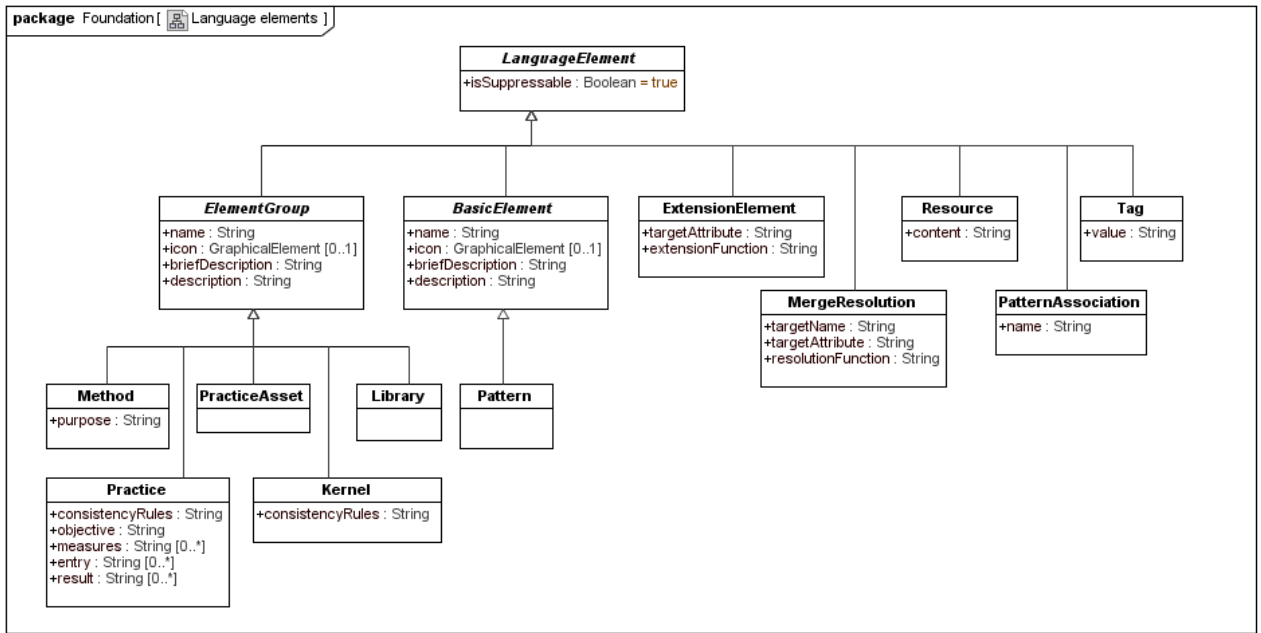 package Foundation [ Language elements ]
LanguageElement
+isSuppressable : Boolean = true
ElementGroup
+name : String
+icon : GraphicalElement [0..1]
+briefDescription : String
+description : String
BasicElement
+name : String
+icon : GraphicalElement [0..1]
+briefDescription : String
+description : String
ExtensionElement
+targetAttribute : String
+extensionFunction : String
Resource
+content : String
Tag
+value : String
MergeResolution
+targetName : String
+targetAttribute : String
+resolutionFunction : String
PatternAssociation
+name : String
Method
+purpose : String
PracticeAsset
Library
Pattern
Practice
+consistencyRules : String
+objective : String
+measures : String [0..*]
+entry : String [0..*]
+result : String [0..*]
Kernel
+consistencyRules : String